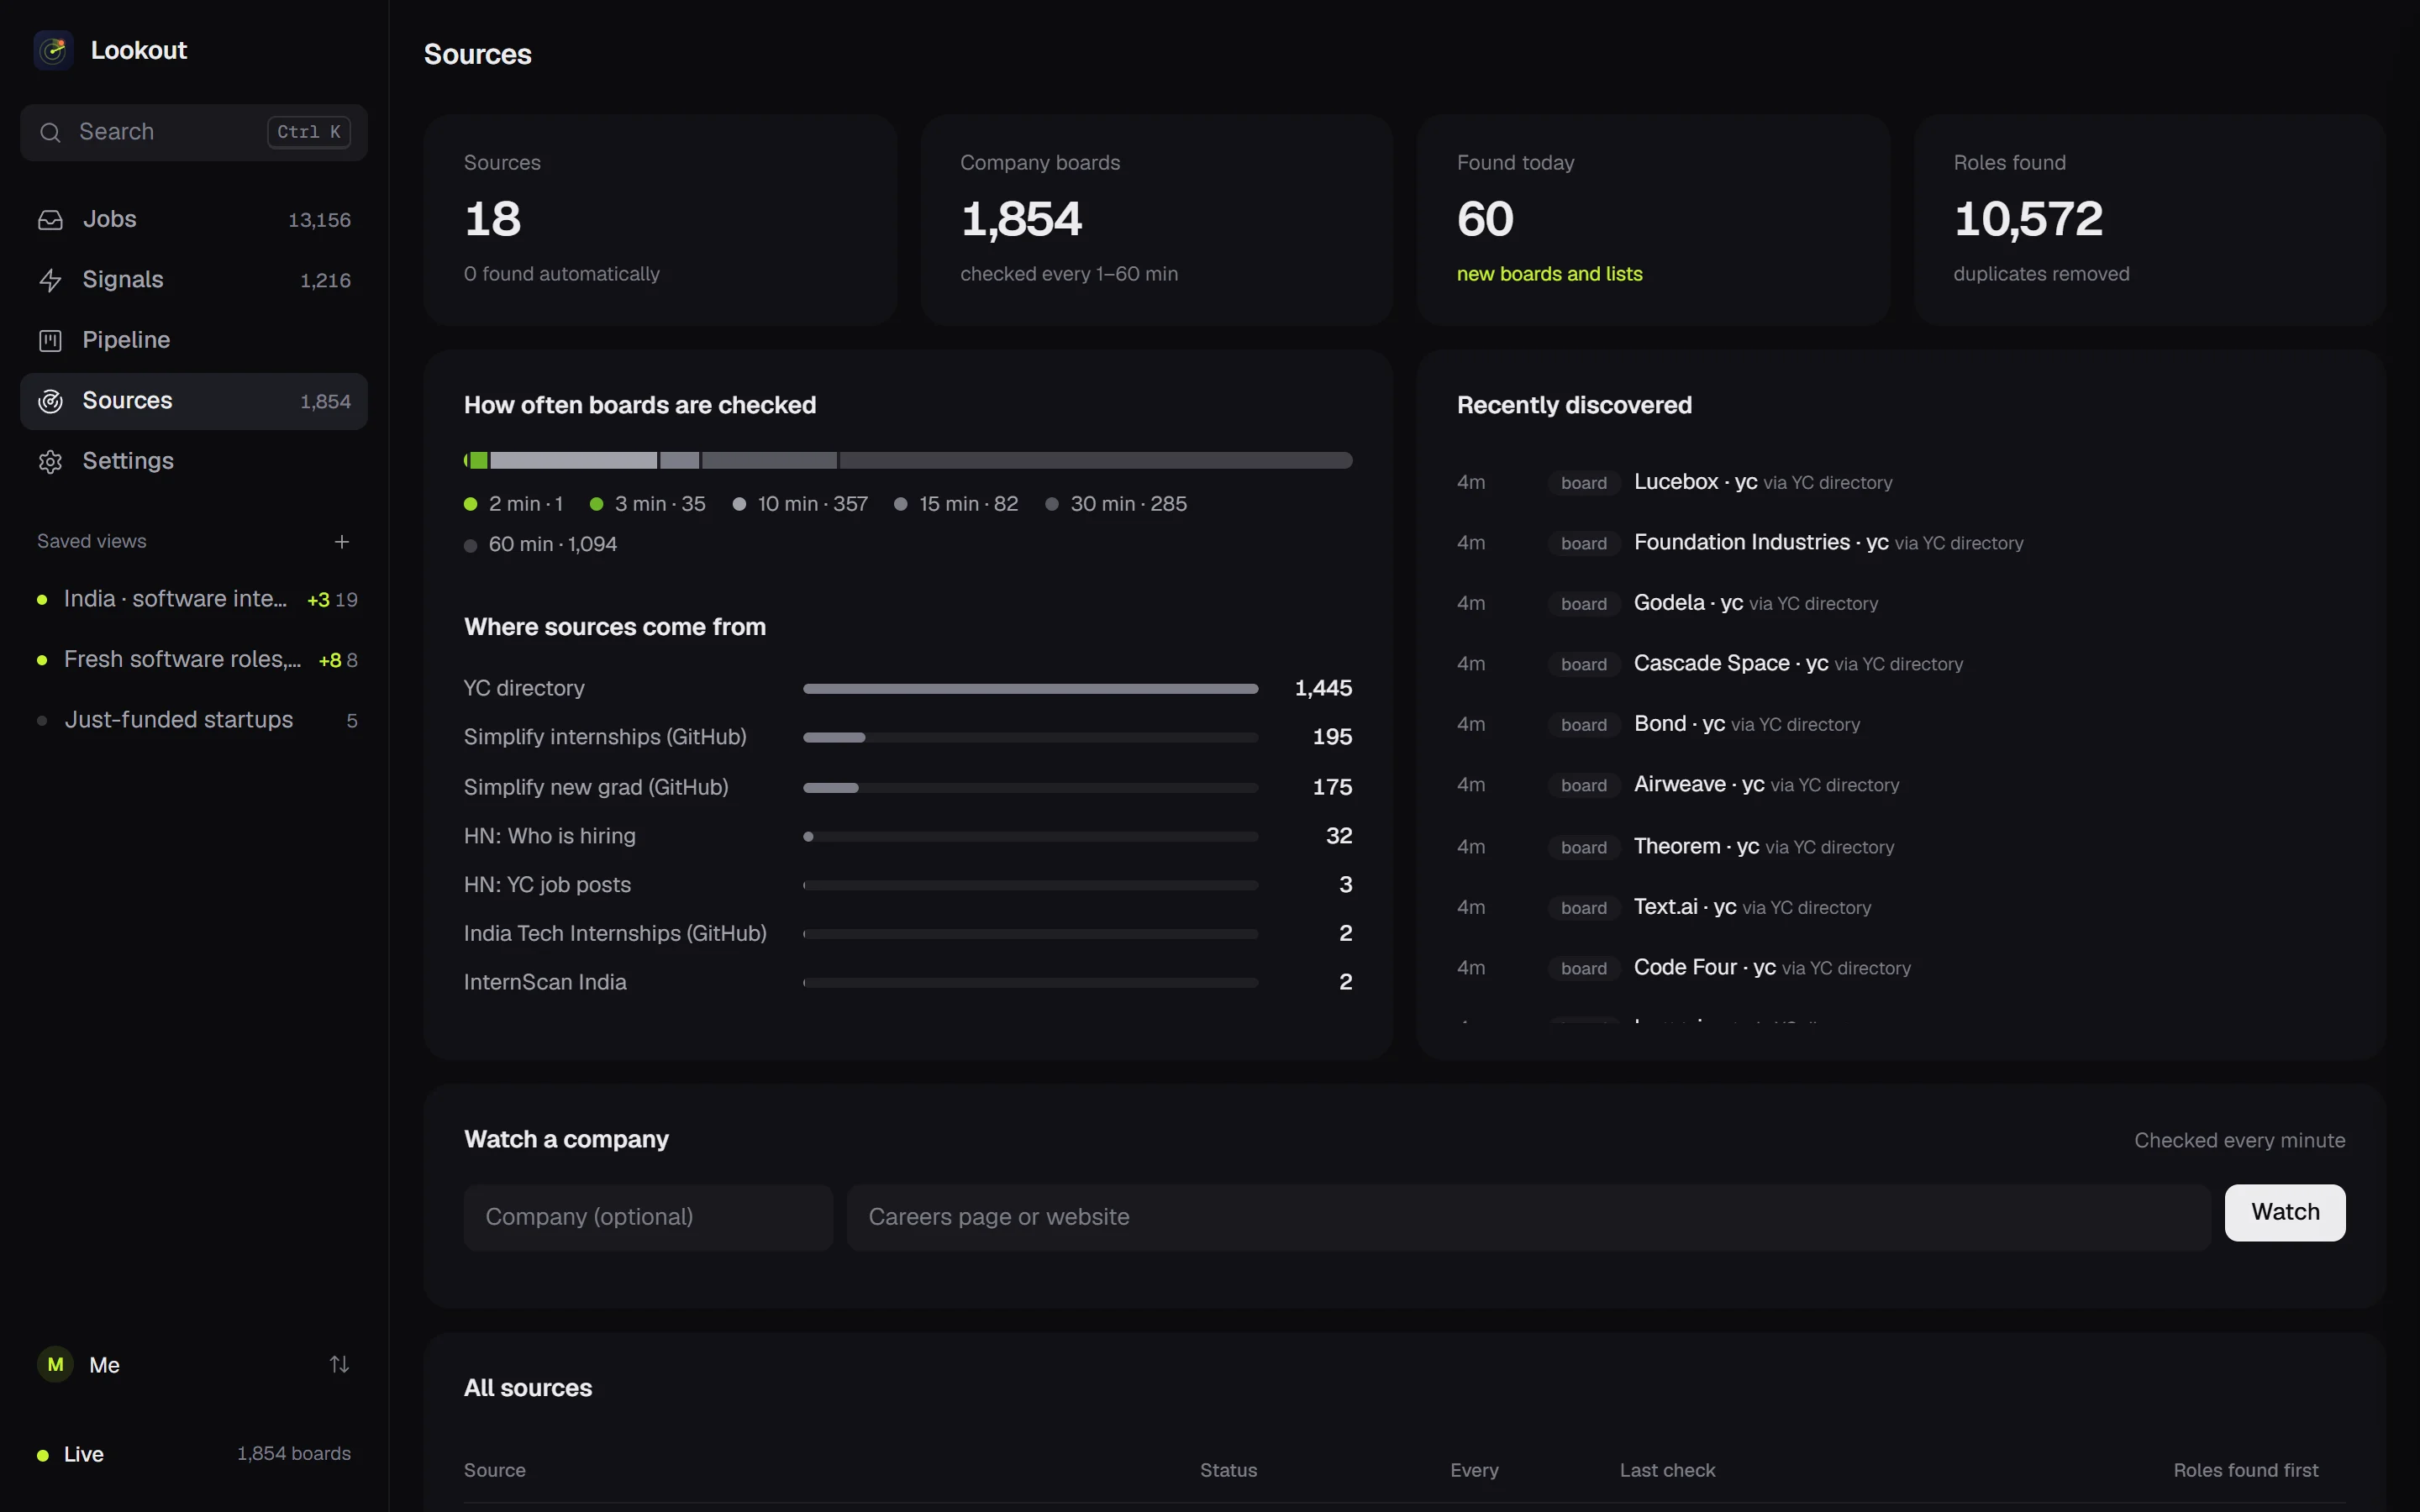 Lookout
Search Ctrl K
Jobs 13,156
Signals 1,216
Pipeline
Sources 1,854
Settings
Saved views
India · software inte... +3 19
Fresh software roles,... +8 8
Just-funded startups 5
M Me
Live 1,854 boards
Sources
Sources
18
0 found automatically
Company boards
1,854
checked every 1–60 min
Found today
60
new boards and lists
Roles found
10,572
duplicates removed
How often boards are checked
2 min · 1 3 min · 35 10 min · 357 15 min · 82 30 min · 285
60 min · 1,094
Where sources come from
YC directory 1,445
Simplify internships (GitHub) 195
Simplify new grad (GitHub) 175
HN: Who is hiring 32
HN: YC job posts 3
India Tech Internships (GitHub) 2
InternScan India 2
Recently discovered
4m board Lucebox · yc via YC directory
4m board Foundation Industries · yc via YC directory
4m board Godela · yc via YC directory
4m board Cascade Space · yc via YC directory
4m board Bond · yc via YC directory
4m board Airweave · yc via YC directory
4m board Theorem · yc via YC directory
4m board Text.ai · yc via YC directory
4m board Code Four · yc via YC directory
Watch a company Checked every minute
Company (optional) Careers page or website Watch
All sources
Source Status Every Last check Roles found first